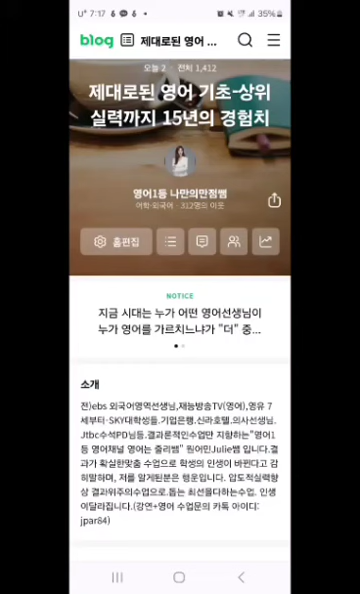 U+ 7:17
35%
blog 제대로된 영어 ...
오늘 2 · 전체 1,412
제대로된 영어 기초-상위
실력까지 15년의 경험치
영어1등 나만의만점쌤
어학·외국어 · 312명의 이웃
홈편집
NOTICE
지금 시대는 누가 어떤 영어선생님이
누가 영어를 가르치느냐가 "더" 중...
소개
전)ebs 외국어영역선생님,재능방송TV(영어),영유 7
세부터-SKY대학생들.기업은행.신라호텔.의사선생님.
Jtbc수석PD님등.결과론적인수업만 지향하는"영어1
등 영어채널 영어는 줄리쌤" 원어민Julie쌤 입니다.결
과가 확실한맞춤 수업으로 학생의 인생이 바뀐다고 감
히말하며, 저를 알게된분은 행운입니다. 압도적실력향
상 결과위주의수업으로.돕는 최선을다하는수업. 인생
이달라집니다.(강연+영어 수업문의 카톡 아이디:
jpar84)